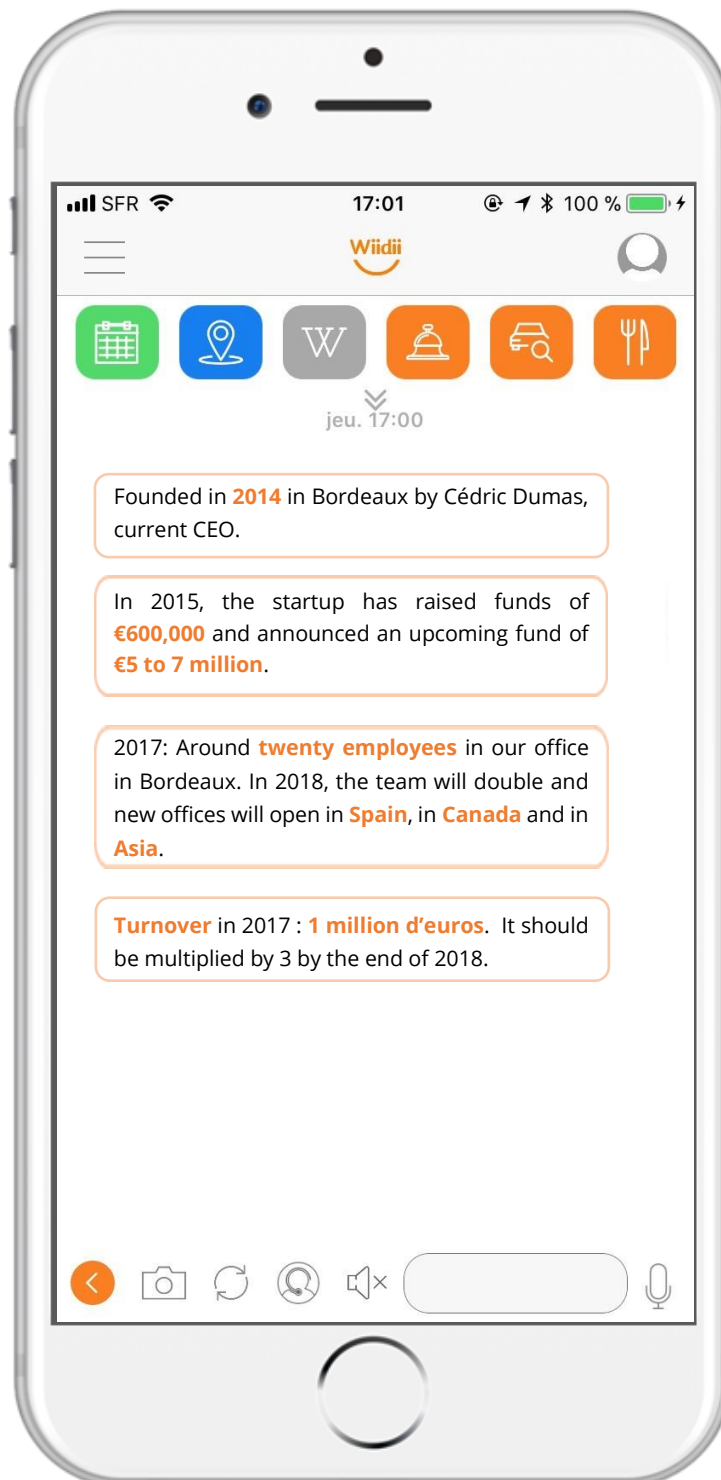 SFR 17:01 100 %
Wiidii
W
jeu. 17:00
Founded in 2014 in Bordeaux by Cédric Dumas,
current CEO.
In 2015, the startup has raised funds of
€600,000 and announced an upcoming fund of
€5 to 7 million.
2017: Around twenty employees in our office
in Bordeaux. In 2018, the team will double and
new offices will open in Spain, in Canada and in
Asia.
Turnover in 2017 : 1 million d’euros. It should
be multiplied by 3 by the end of 2018.